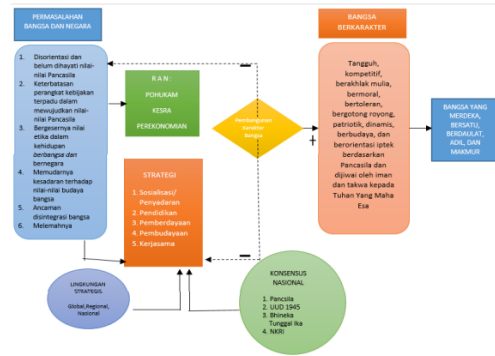 PERMASALAHAN
BANGSA DAN NEGARA
1. Disorientasi dan
belum dihayati nilai-
nilai Pancasila
2. Keterbatasan
perangkat kebijakan
terpadu dalam
mewujudkan nilai-
nilai Pancasila
3. Bergesernya nilai
etika dalam
kehidupan
berbangsa dan
bernegara
4. Memudarnya
kesadaran terhadap
nilai-nilai budaya
bangsa
5. Ancaman
disintegrasi bangsa
6. Melemahnya
R A N :
POHUKAM
KESRA
PEREKONOMIAN
STRATEGI
1. Sosialisasi/
Penyadaran
2. Pendidikan
3. Pemberdayaan
4. Pembudayaan
5. Kerjasama
LINGKUNGAN
STRATEGIS
Global,Regional,
Nasional
Pembangunan
karakter
Bangsa
+
KONSENSUS
NASIONAL
1. Pancsila
2. UUD 1945
3. Bhineka
Tunggal Ika
4. NKRI
BANGSA
BERKARAKTER
Tangguh,
kompetitif,
berakhlak mulia,
bermoral,
bertoleran,
bergotong royong,
patriotik, dinamis,
berbudaya, dan
berorientasi iptek
berdasarkan
Pancasila dan
dijiwai oleh iman
dan takwa kepada
Tuhan Yang Maha
Esa
BANGSA YANG
MERDEKA,
BERSATU,
BERDAULAT,
ADIL, DAN
MAKMUR